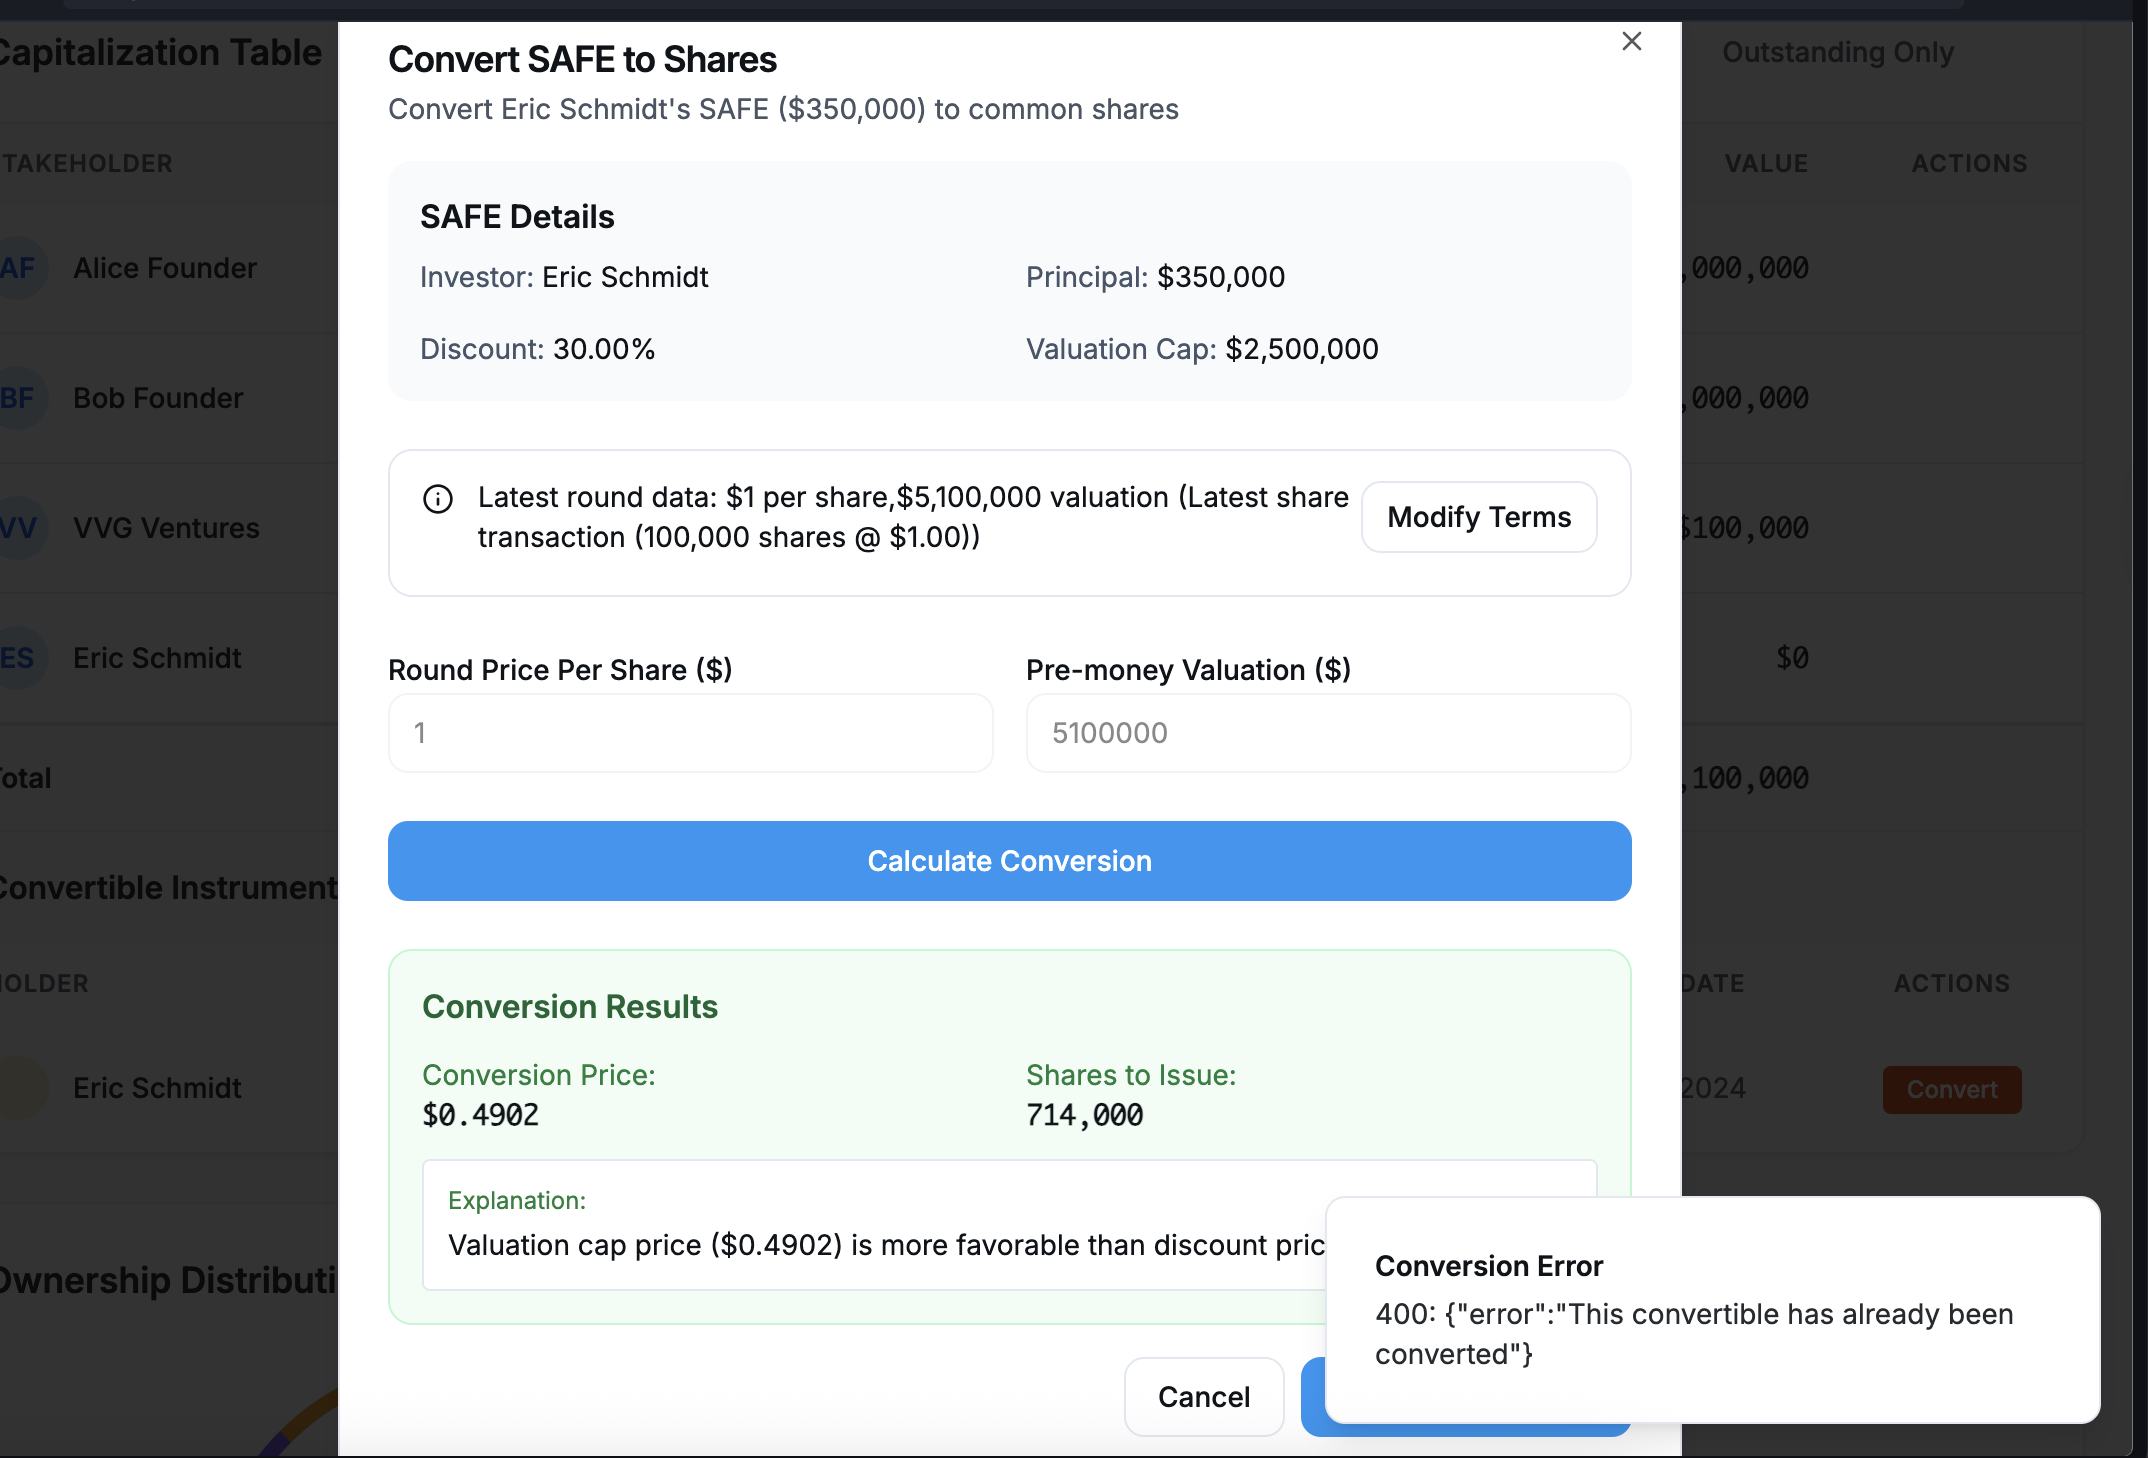 Convert SAFE to Shares
Convert Eric Schmidt's SAFE ($350,000) to common shares
SAFE Details
Investor: Eric Schmidt
Principal: $350,000
Discount: 30.00%
Valuation Cap: $2,500,000
Latest round data: $1 per share,$5,100,000 valuation (Latest share
transaction (100,000 shares @ $1.00))
Modify Terms
Round Price Per Share ($)
Pre-money Valuation ($)
1
5100000
Calculate Conversion
Conversion Results
Conversion Price:
Shares to Issue:
$0.4902
714,000
Explanation:
Valuation cap price ($0.4902) is more favorable than discount pric
Cancel
Conversion Error
400: {"error":"This convertible has already been
converted"}
Capitalization Table
Outstanding Only
TAKEHOLDER
VALUE
ACTIONS
AF
Alice Founder
,000,000
BF
Bob Founder
,000,000
VV
VVG Ventures
$100,000
ES
Eric Schmidt
$0
Total
,100,000
Convertible Instrument
HOLDER
DATE
ACTIONS
Eric Schmidt
2024
Convert
Ownership Distributi